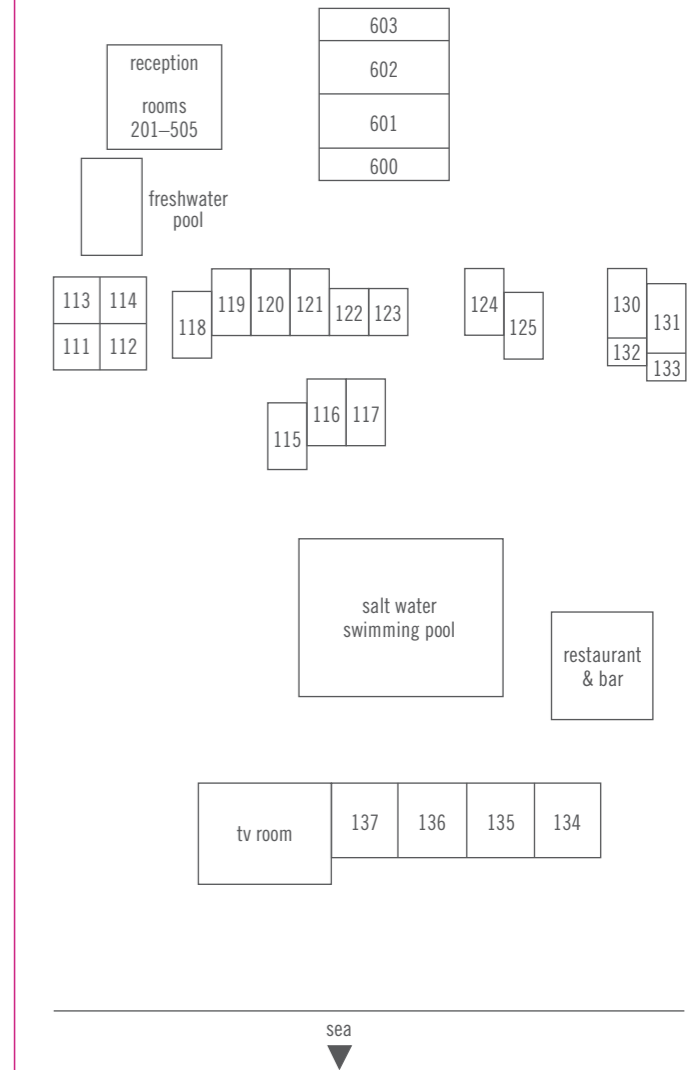 603
reception
602
rooms
201–505
601
600
freshwater
pool
113
114
119
120
121
124
130
118
122
123
125
131
111
112
132
133
116
117
115
salt water
swimming pool
restaurant
& bar
tv room
137
136
135
134
sea